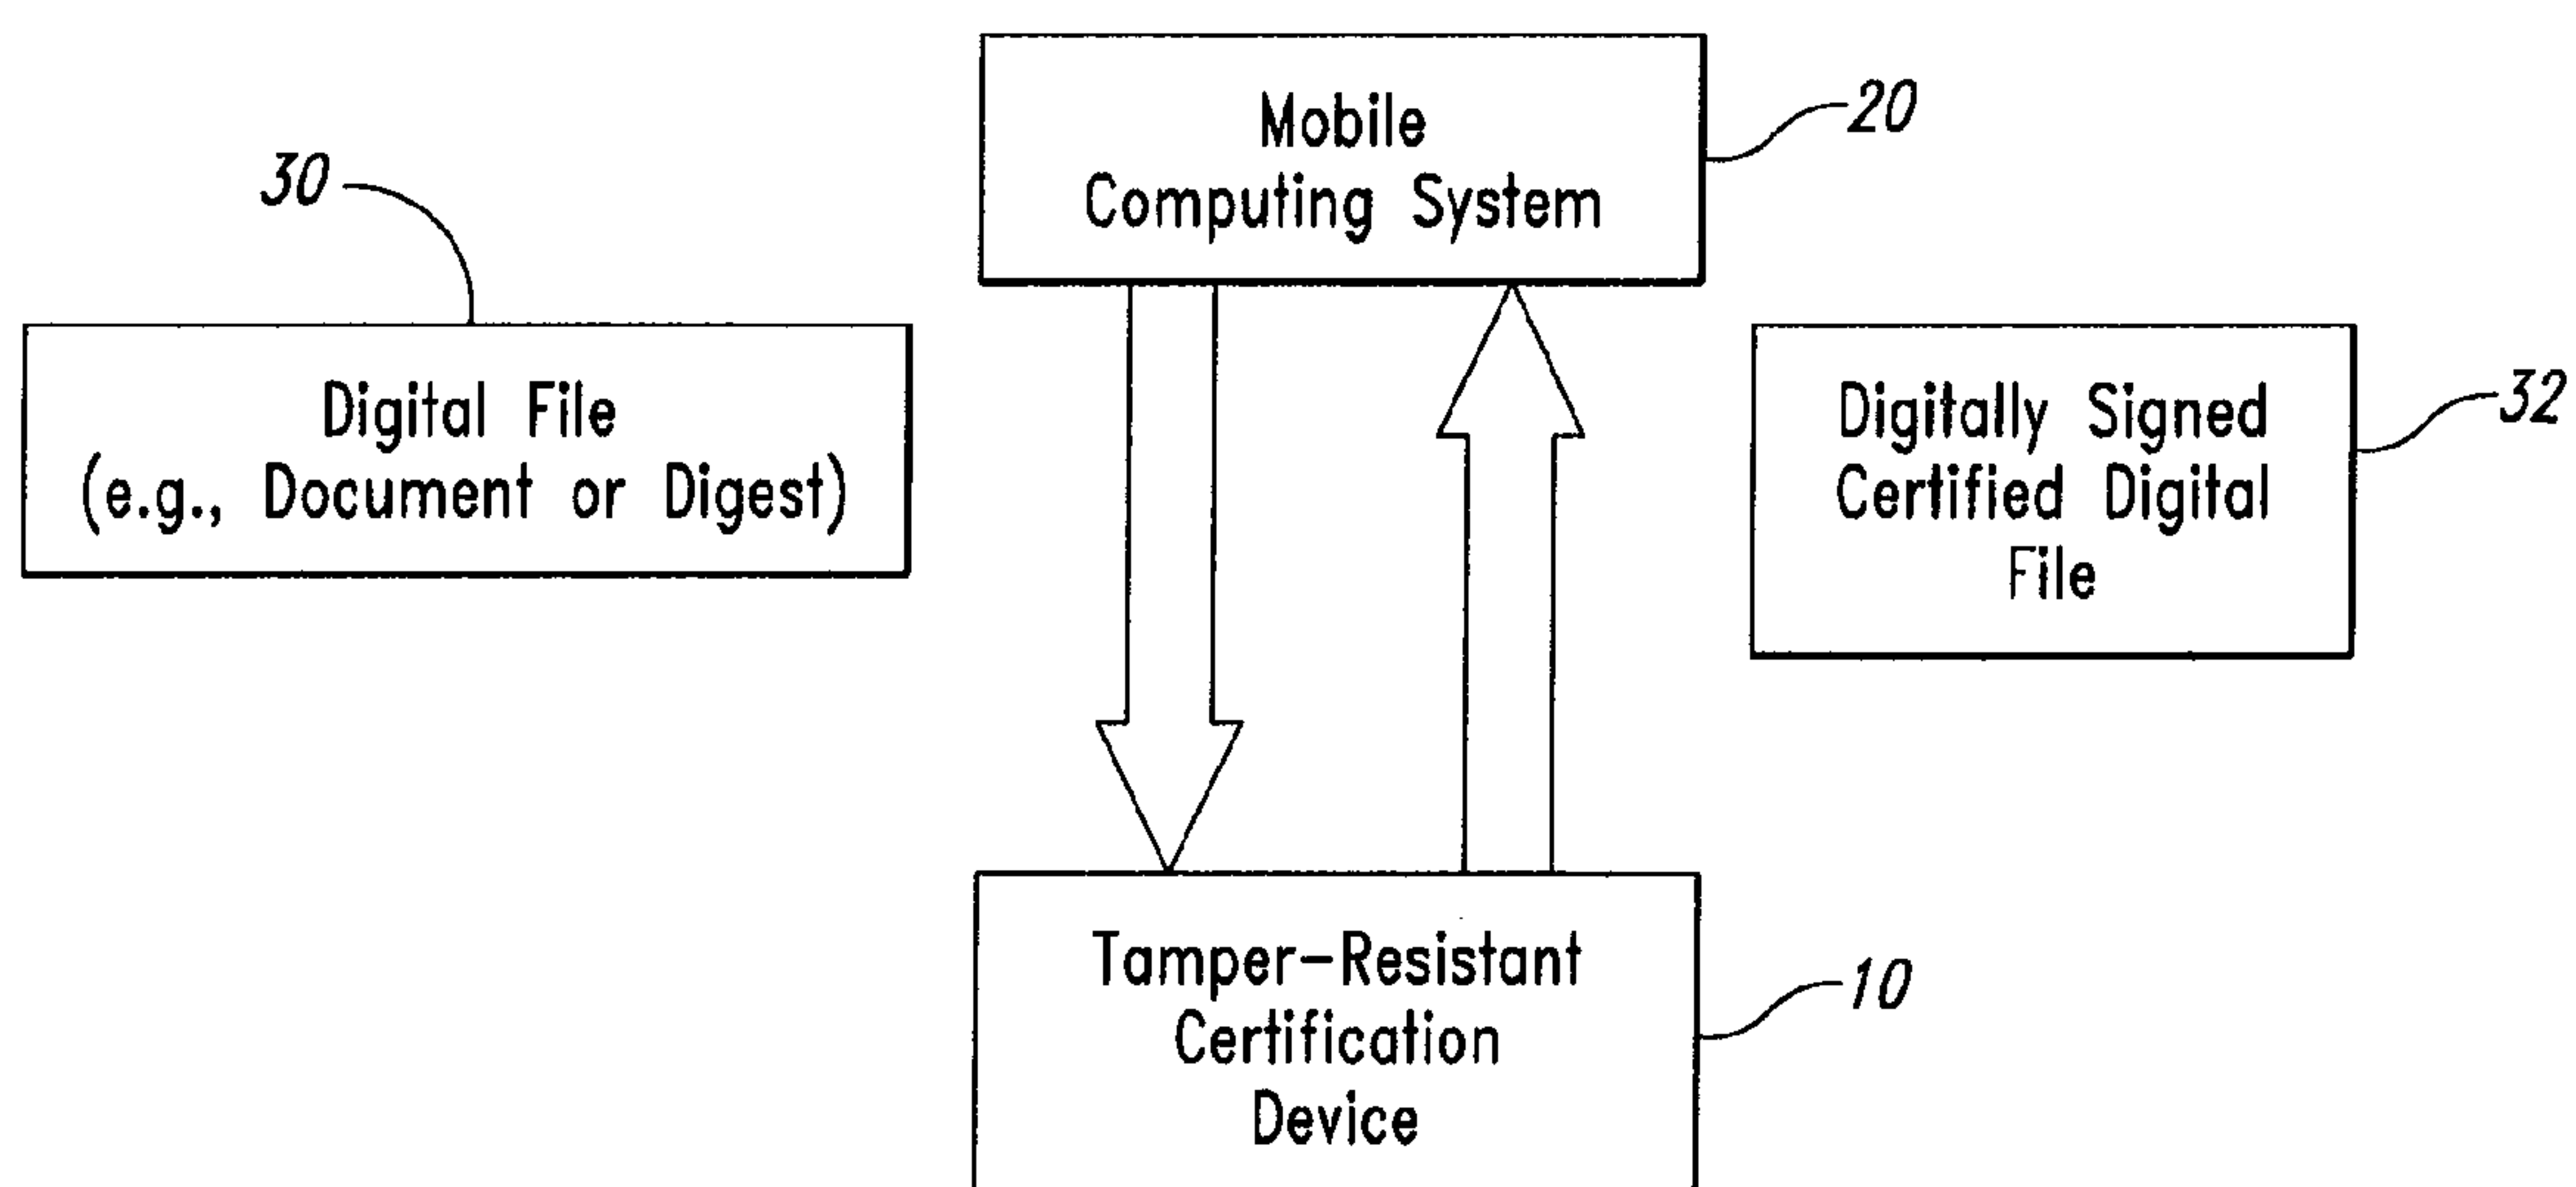 Mobile
Computing System
20
30
Digital File
(e.g., Document or Digest)
Digitally Signed
Certified Digital
File
32
Tamper-Resistant
Certification
Device
10